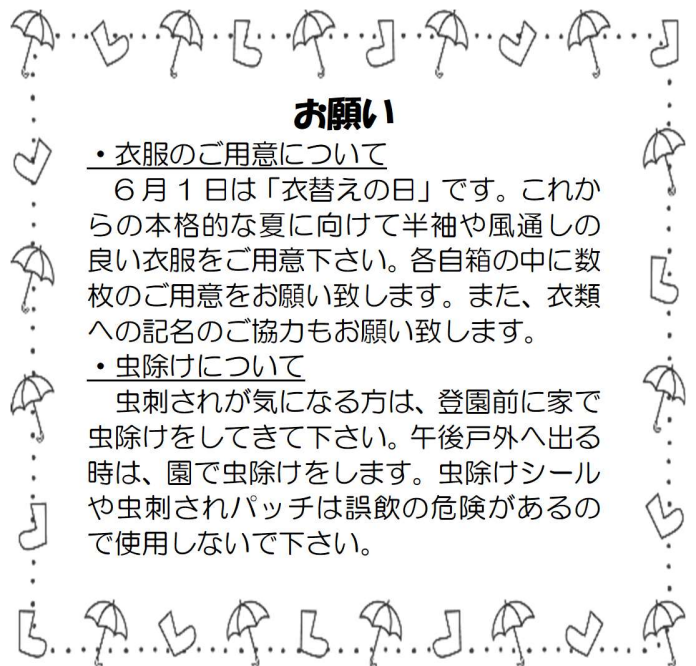 お願い
・衣服のご用意について
　６月１日は「衣替えの日」です。これか
らの本格的な夏に向けて半袖や風通しの
良い衣服をご用意下さい。各自箱の中に数
枚のご用意をお願い致します。また、衣類
への記名のご協力もお願い致します。
・虫除けについて
　虫刺されが気になる方は、登園前に家で
虫除けをしてきて下さい。午後戸外へ出る
時は、園で虫除けをします。虫除けシール
や虫刺されパッチは誤飲の危険があるの
で使用しないで下さい。